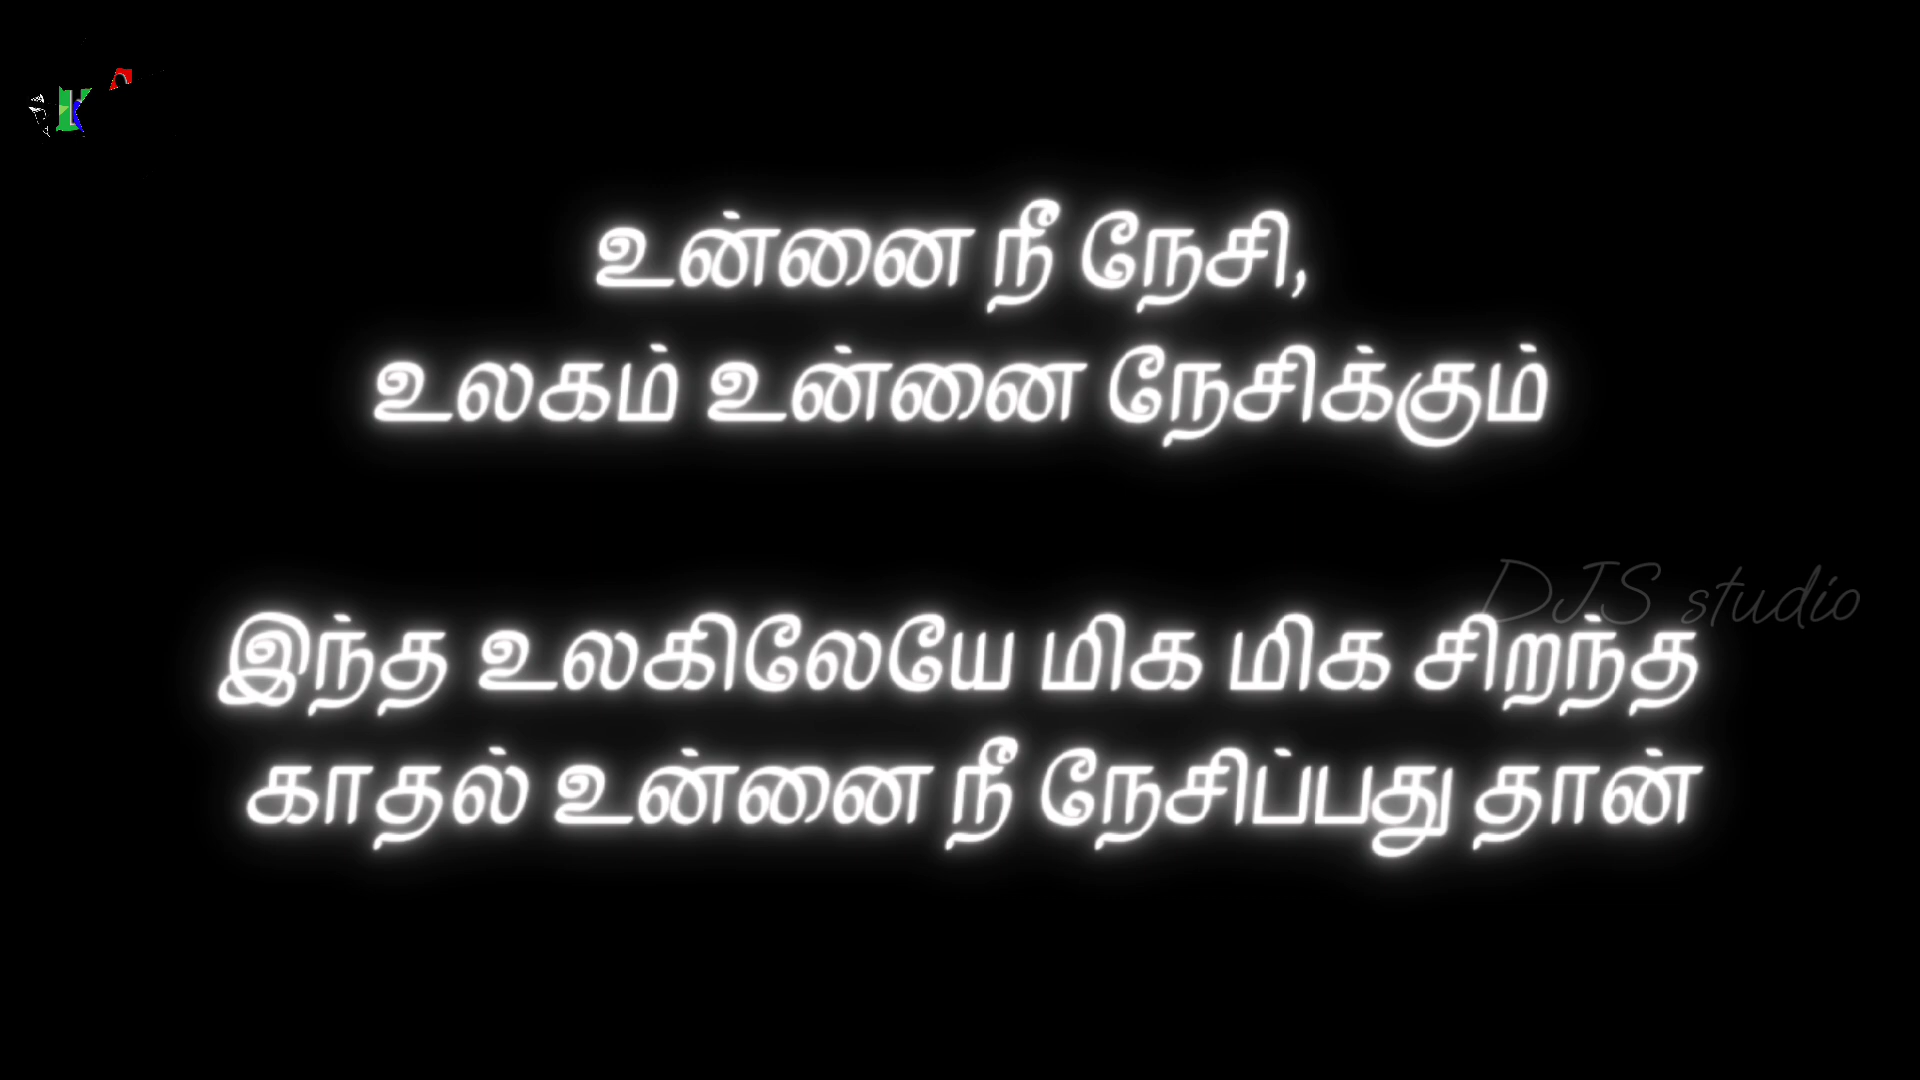 உன்னை நீ நேசி,
உலகம் உன்னை நேசிக்கும்
DJS studio
இந்த உலகிலேயே மிக மிக சிறந்த
காதல் உன்னை நீ நேசிப்பது தான்